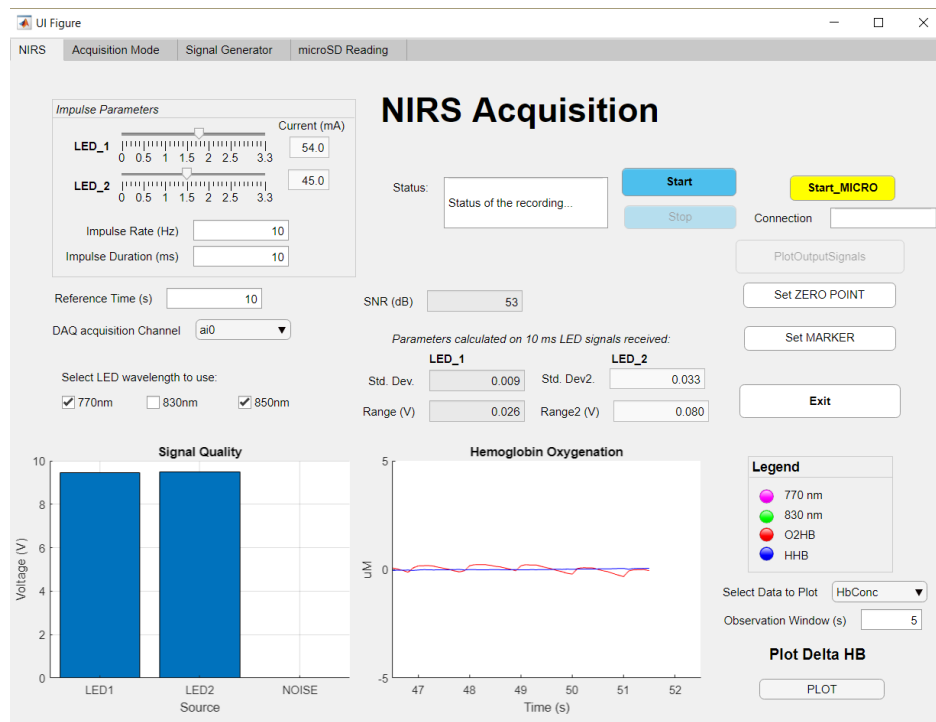 UI Figure
NIRS Acquisition Mode Signal Generator microSD Reading
NIRS Acquisition
Impulse Parameters
Current (mA)
LED_1
0 0.5 1 1.5 2 2.5 3.3
54.0
LED_2
0 0.5 1 1.5 2 2.5 3.3
45.0
Impulse Rate (Hz) 10
Impulse Duration (ms) 10
Reference Time (s) 10
DAQ acquisition Channel ai0
Select LED wavelength to use:
770nm 830nm 850nm
Status: Status of the recording...
Start
Stop
Start_MICRO
Connection
PlotOutputSignals
Set ZERO POINT
Set MARKER
Exit
SNR (dB) 53
Parameters calculated on 10 ms LED signals received:
LED_1 LED_2
Std. Dev. 0.009 Std. Dev2. 0.033
Range (V) 0.026 Range2 (V) 0.080
Signal Quality
Voltage (V)
10
8
6
4
2
0
LED1 LED2 NOISE
Source
Hemoglobin Oxygenation
uM
5
0
-5
47 48 49 50 51 52
Time (s)
Legend
770 nm
830 nm
O2HB
HHB
Select Data to Plot HbConc
Observation Window (s) 5
Plot Delta HB
PLOT